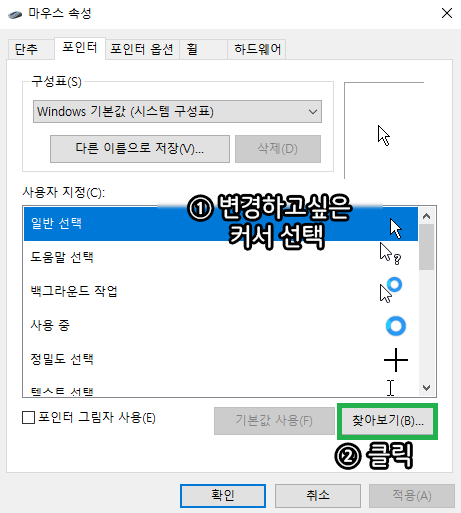 마우스 속성
단추 포인터 포인터 옵션 휠 하드웨어
구성표(S)
Windows 기본값 (시스템 구성표)
다른 이름으로 저장(V)... 삭제(D)
사용자 지정(C):
① 변경하고싶은
커서 선택
일반 선택
도움말 선택
백그라운드 작업
사용 중
정밀도 선택
텍스트 선택
포인터 그림자 사용(E) 기본값 사용(F) 찾아보기(B)...
② 클릭
확인 취소 적용(A)